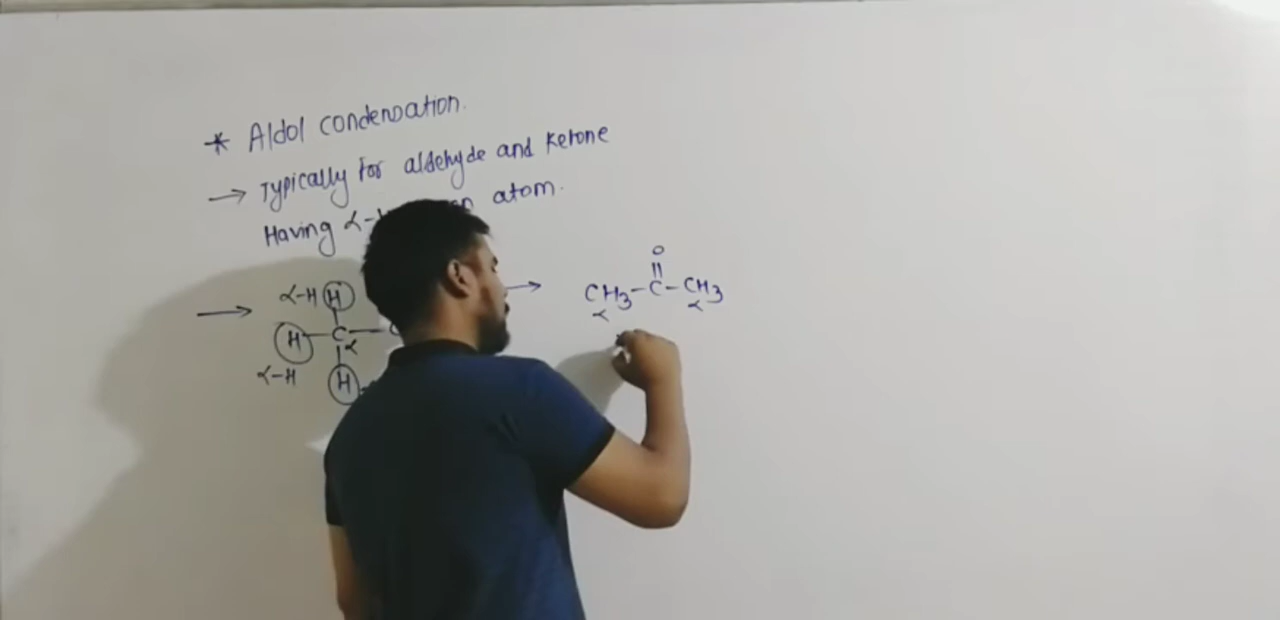 * Aldol condensation.
→ Typically for aldehyde and Ketone
Having α- atom.
→ α-H H
H - C -
α
α-H H
→ O
||
CH3 - C - CH3
α α